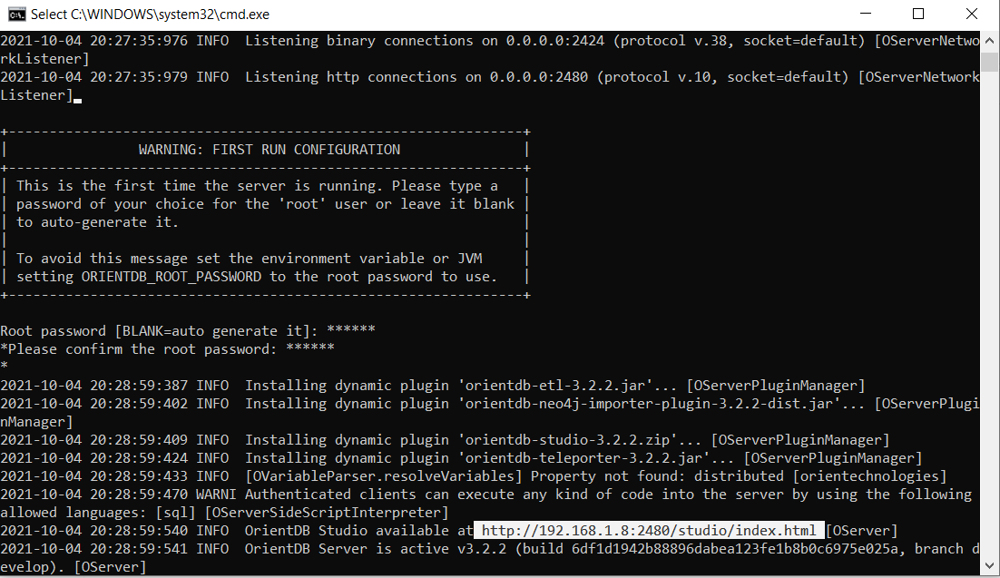 Select C:\WINDOWS\system32\cmd.exe
2021-10-04 20:27:35:976 INFO  Listening binary connections on 0.0.0.0:2424 (protocol v.38, socket=default) [OServerNetwo
rkListener]
2021-10-04 20:27:35:979 INFO  Listening http connections on 0.0.0.0:2480 (protocol v.10, socket=default) [OServerNetwork
Listener]
+---------------------------------------------------------------+
|                WARNING: FIRST RUN CONFIGURATION               |
+---------------------------------------------------------------+
| This is the first time the server is running. Please type a   |
| password of your choice for the 'root' user or leave it blank |
| to auto-generate it.                                          |
|                                                               |
| To avoid this message set the environment variable or JVM     |
| setting ORIENTDB_ROOT_PASSWORD to the root password to use.   |
+---------------------------------------------------------------+
Root password [BLANK=auto generate it]: ******
*Please confirm the root password: ******
*
2021-10-04 20:28:59:387 INFO  Installing dynamic plugin 'orientdb-etl-3.2.2.jar'... [OServerPluginManager]
2021-10-04 20:28:59:402 INFO  Installing dynamic plugin 'orientdb-neo4j-importer-plugin-3.2.2-dist.jar'... [OServerPlugi
nManager]
2021-10-04 20:28:59:409 INFO  Installing dynamic plugin 'orientdb-studio-3.2.2.zip'... [OServerPluginManager]
2021-10-04 20:28:59:424 INFO  Installing dynamic plugin 'orientdb-teleporter-3.2.2.jar'... [OServerPluginManager]
2021-10-04 20:28:59:433 INFO  [OVariableParser.resolveVariables] Property not found: distributed [orientechnologies]
2021-10-04 20:28:59:470 WARNI Authenticated clients can execute any kind of code into the server by using the following
allowed languages: [sql] [OServerSideScriptInterpreter]
2021-10-04 20:28:59:540 INFO  OrientDB Studio available at http://192.168.1.8:2480/studio/index.html [OServer]
2021-10-04 20:28:59:541 INFO  OrientDB Server is active v3.2.2 (build 6df1d1942b88896dabea123fe1b8b0c6975e025a, branch d
evelop). [OServer]